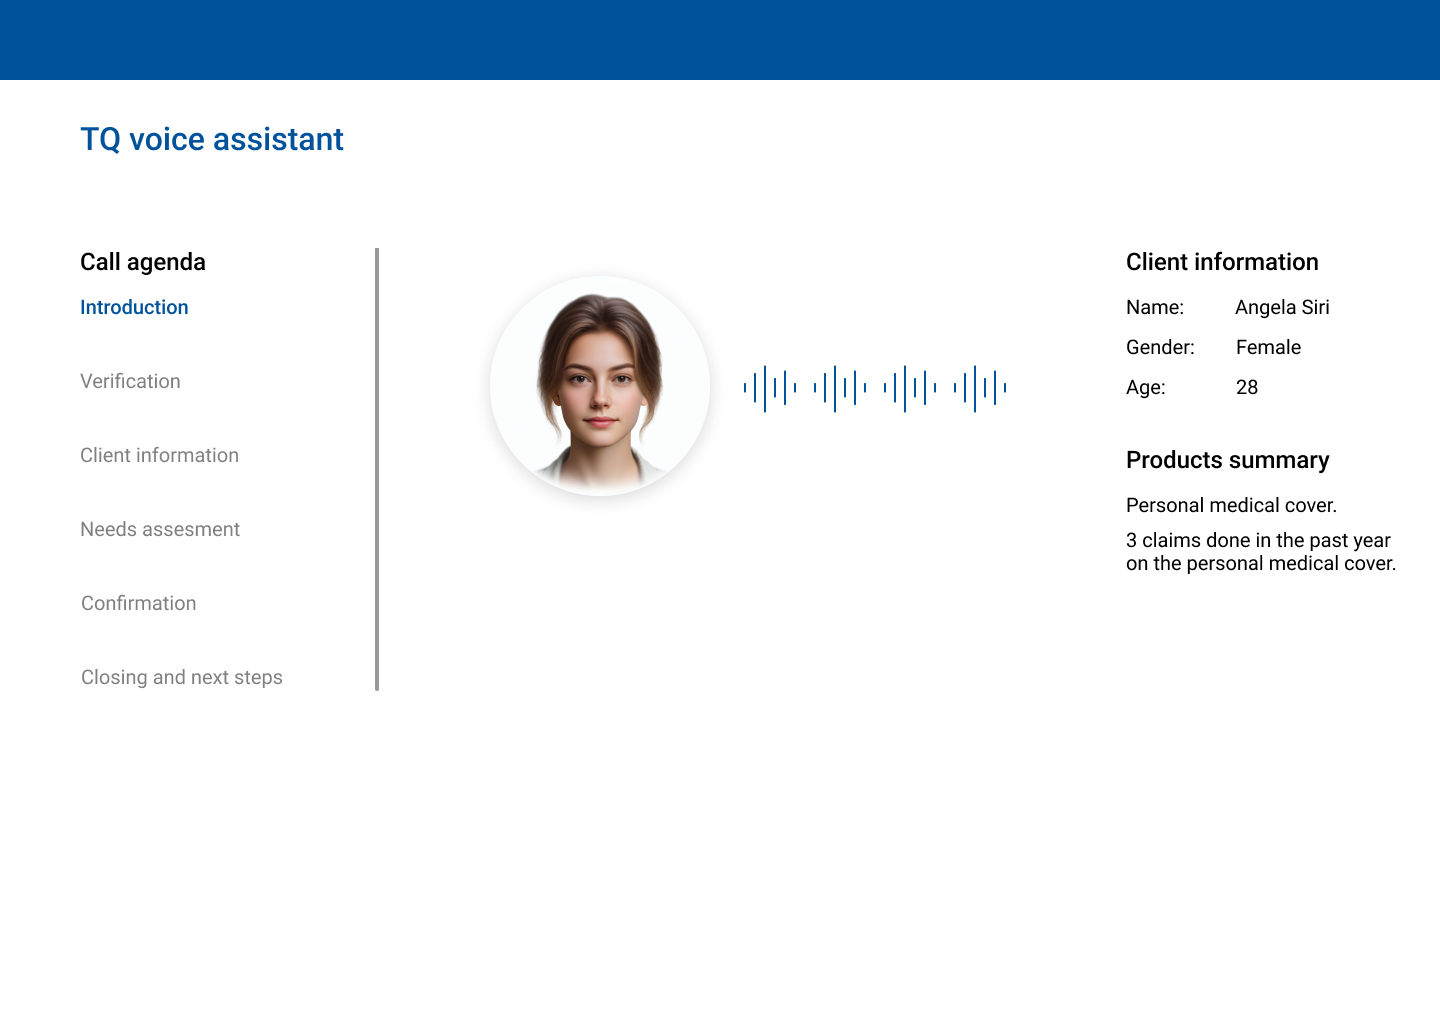 TQ voice assistant
Call agenda
Introduction
Verification
Client information
Needs assesment
Confirmation
Closing and next steps
Client information
Name: Angela Siri
Gender: Female
Age: 28
Products summary
Personal medical cover.
3 claims done in the past year
on the personal medical cover.